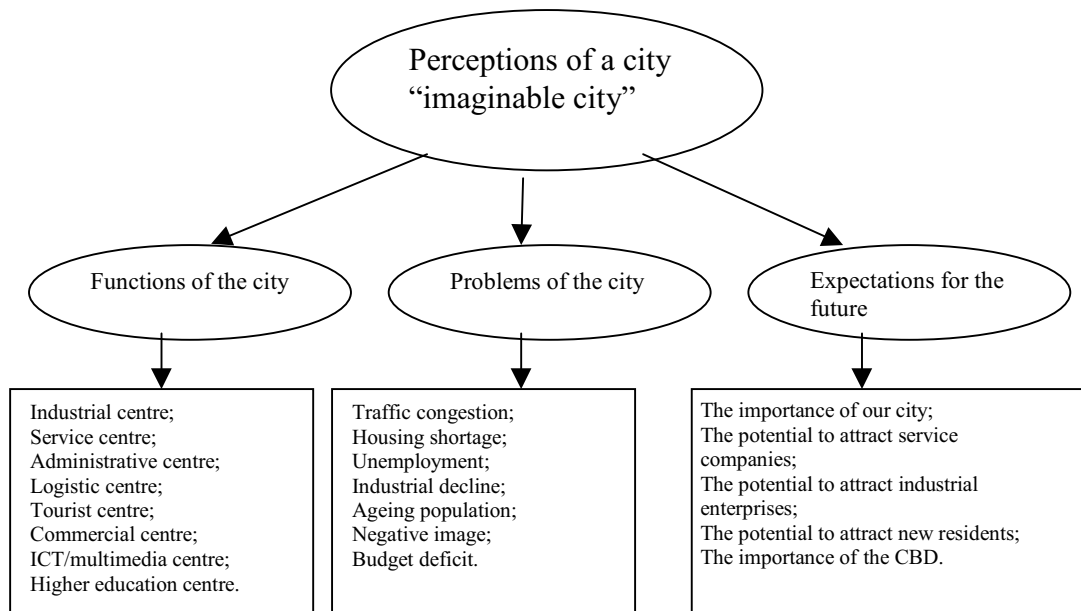 Perceptions of a city
“imaginable city”
Functions of the city
Problems of the city
Expectations for the
future
Industrial centre;
Service centre;
Administrative centre;
Logistic centre;
Tourist centre;
Commercial centre;
ICT/multimedia centre;
Higher education centre.
Traffic congestion;
Housing shortage;
Unemployment;
Industrial decline;
Ageing population;
Negative image;
Budget deficit.
The importance of our city;
The potential to attract service
companies;
The potential to attract industrial
enterprises;
The potential to attract new residents;
The importance of the CBD.